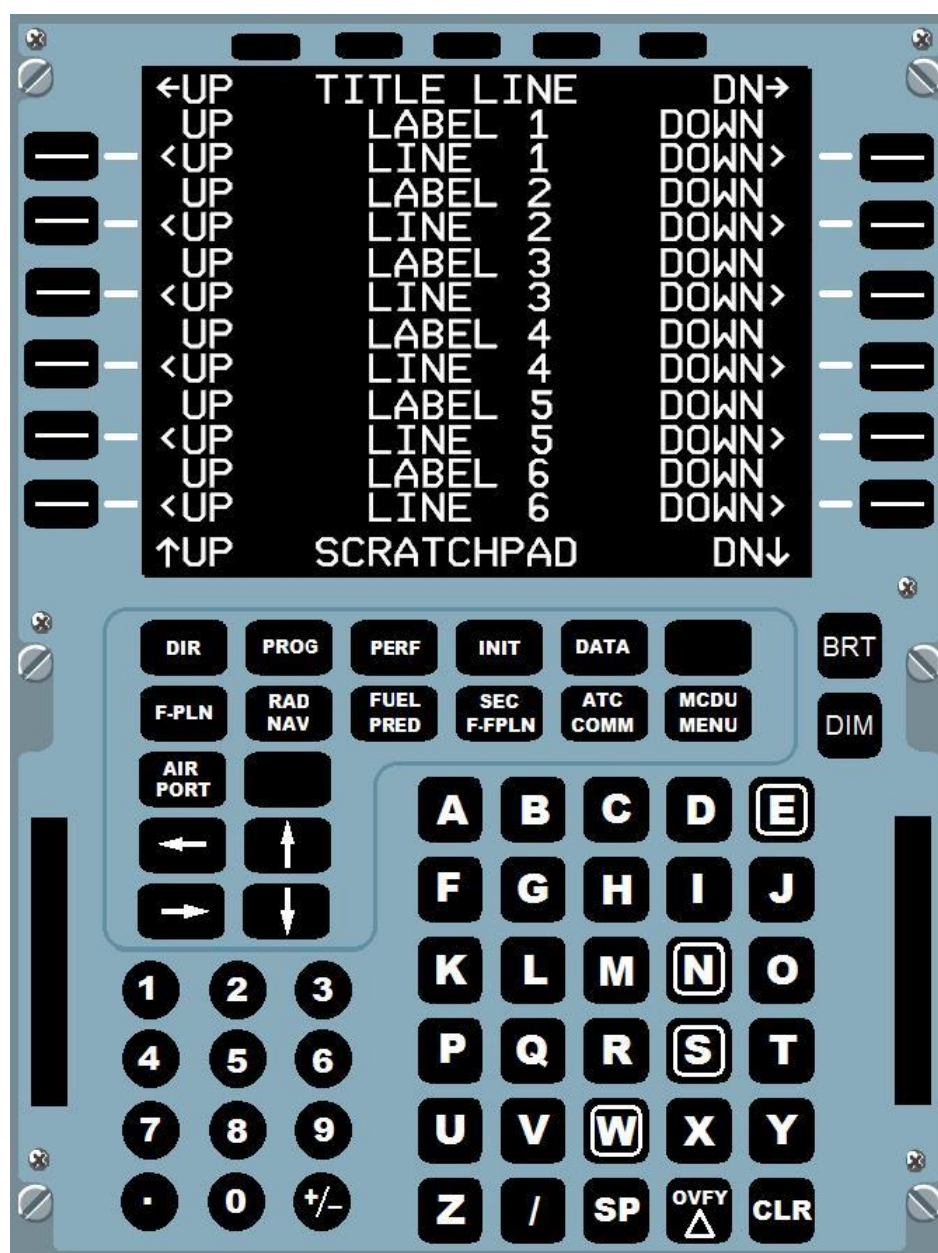 ←UP TITLE LINE DN→
UP LABEL 1 DOWN
<UP LINE 1 DOWN>
UP LABEL 2 DOWN
<UP LINE 2 DOWN>
UP LABEL 3 DOWN
<UP LINE 3 DOWN>
UP LABEL 4 DOWN
<UP LINE 4 DOWN>
UP LABEL 5 DOWN
<UP LINE 5 DOWN>
UP LABEL 6 DOWN
<UP LINE 6 DOWN>
↑UP SCRATCHPAD DN↓
DIR PROG PERF INIT DATA BRT
F-PLN RAD NAV FUEL PRED SEC F-FPLN ATC COMM MCDU MENU DIM
AIR PORT
← ↑
→ ↓
A B C D E
F G H I J
K L M N O
P Q R S T
U V W X Y
Z / SP OVFY △ CLR
1 2 3
4 5 6
7 8 9
. 0 +/-